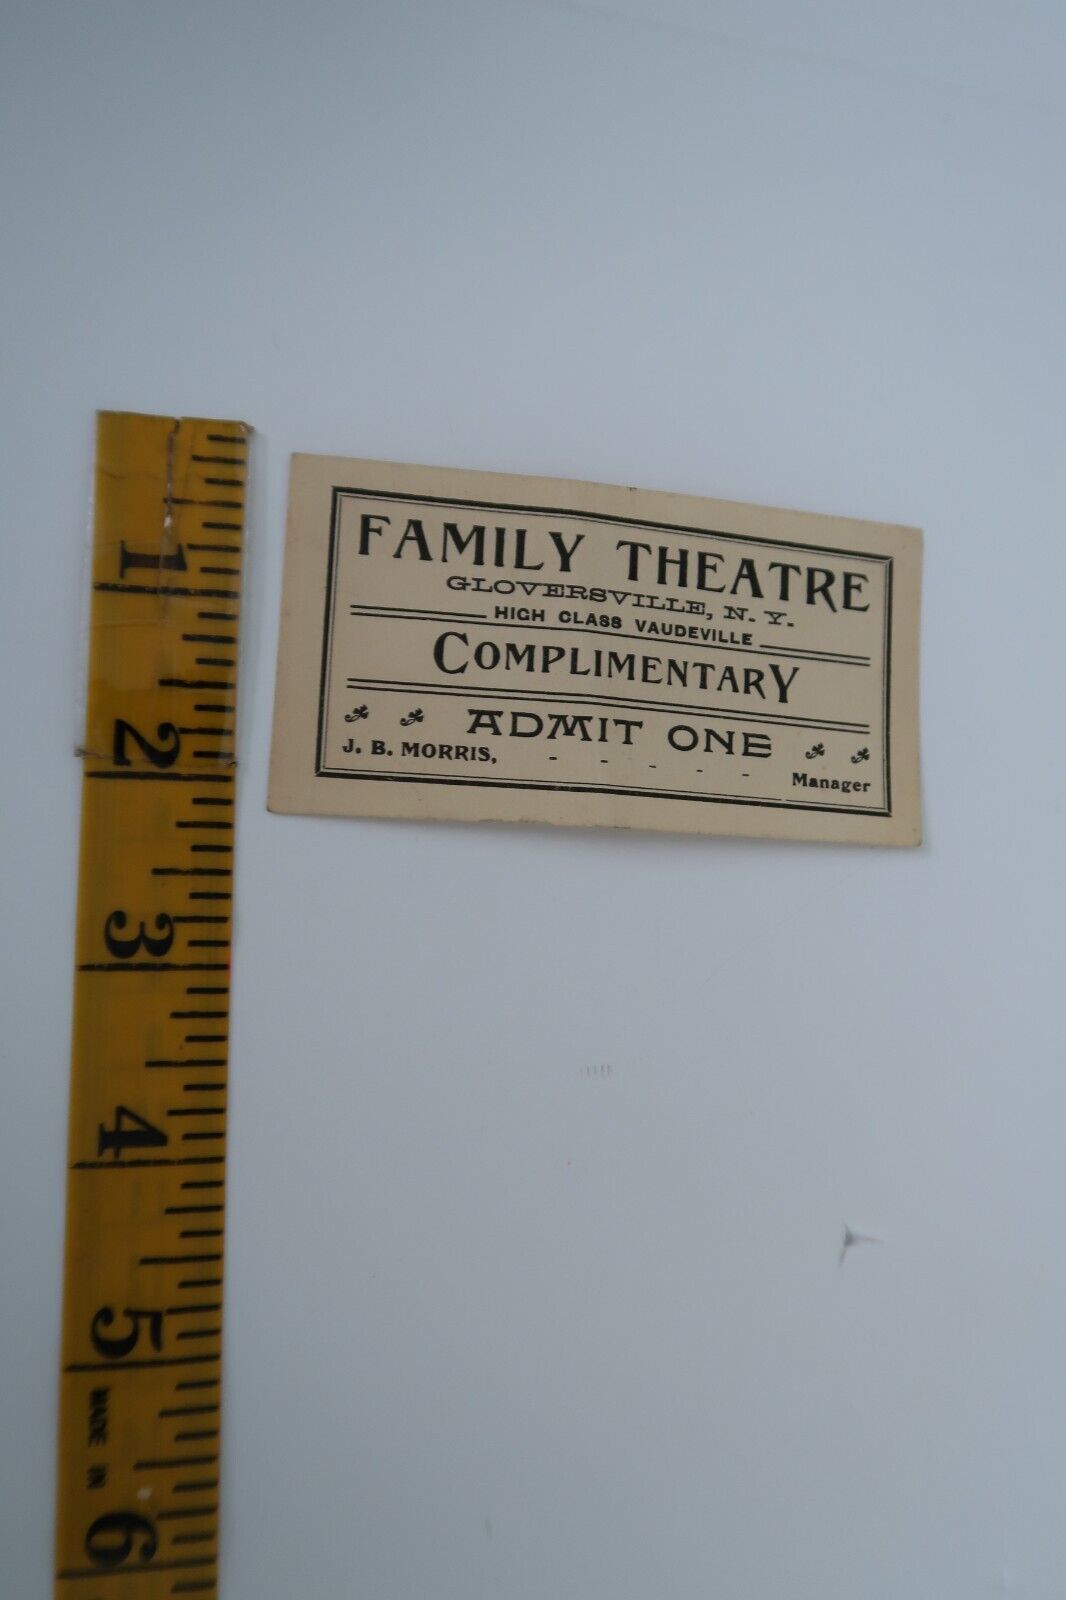 FAMILY THEATRE
GLOVERSVILLE, N. Y.
HIGH CLASS VAUDEVILLE
COMPLIMENTARY
ADMIT ONE
J. B. MORRIS, - - - - - Manager
1
2
3
4
5
MADE IN
6